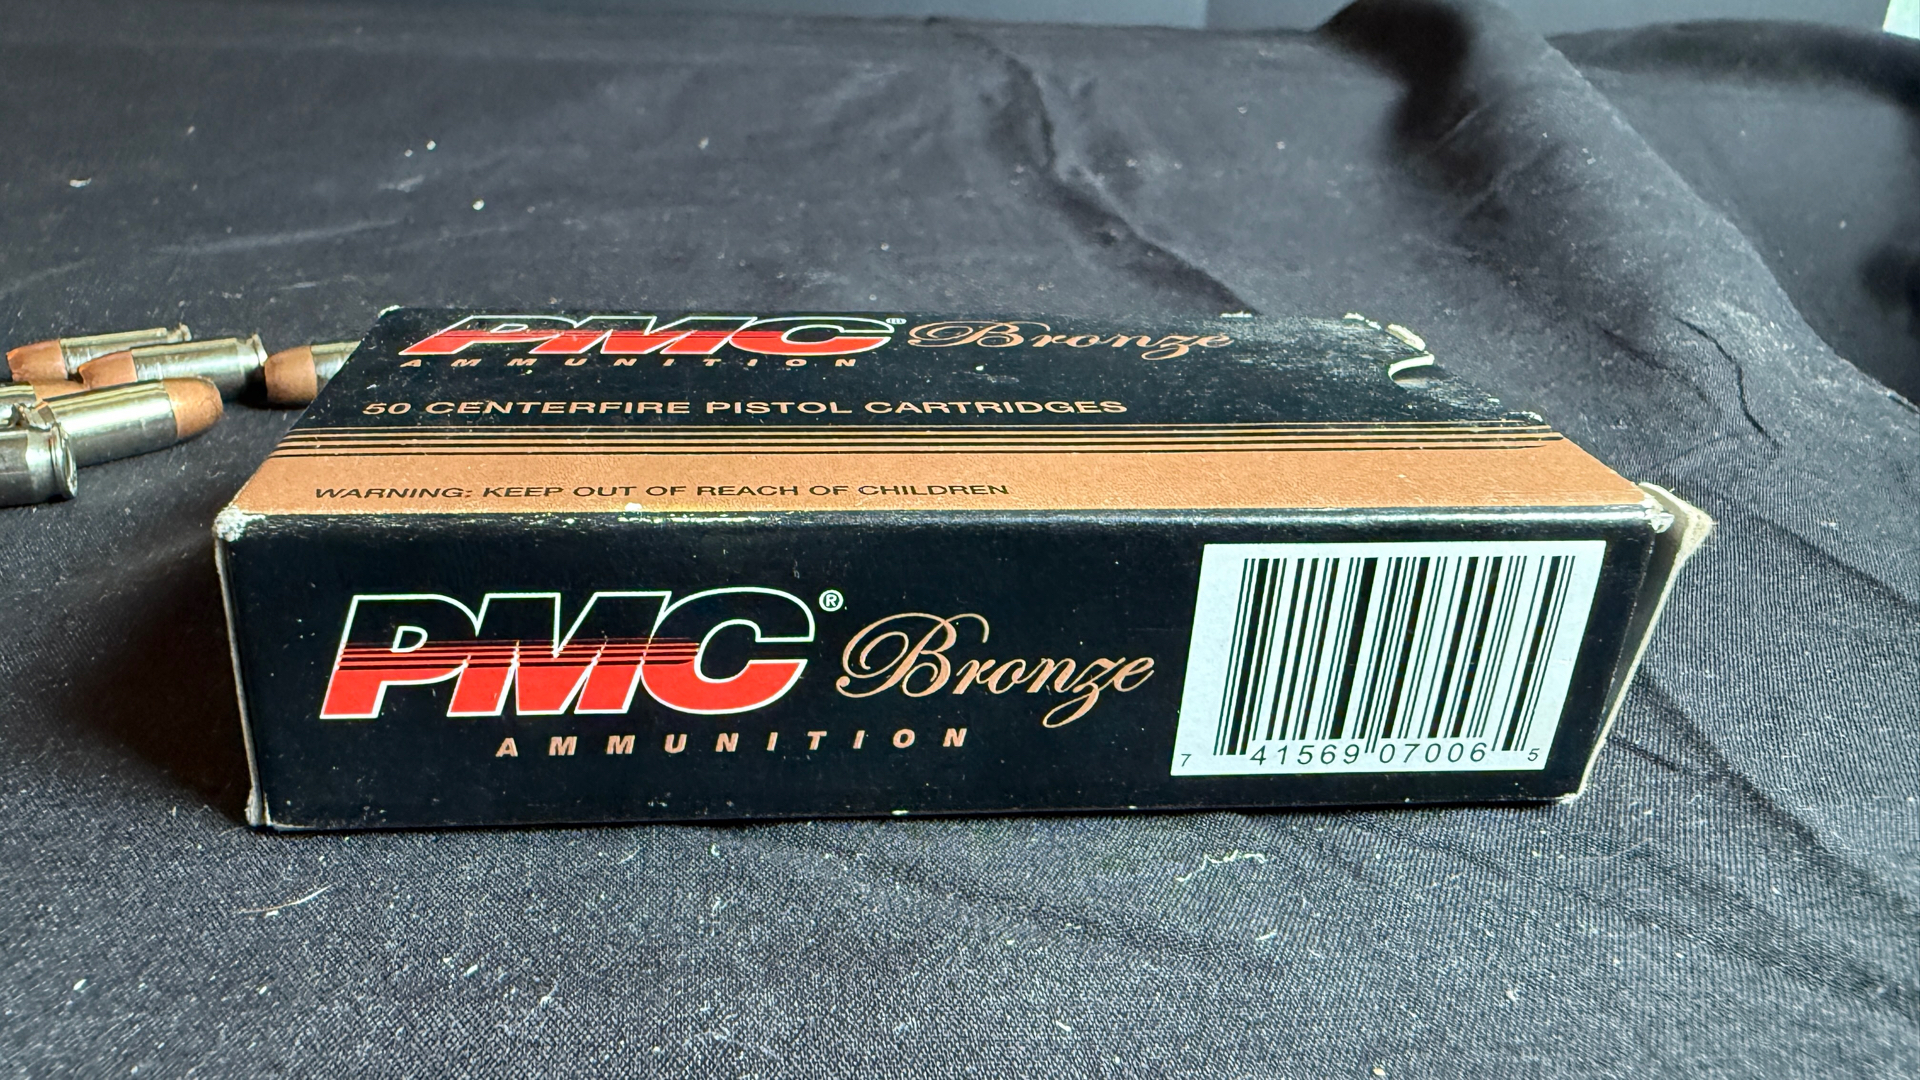 PMC® Bronze
AMMUNITION
50 CENTERFIRE PISTOL CARTRIDGES
WARNING: KEEP OUT OF REACH OF CHILDREN
PMC® Bronze
AMMUNITION
7 41569 07006 5